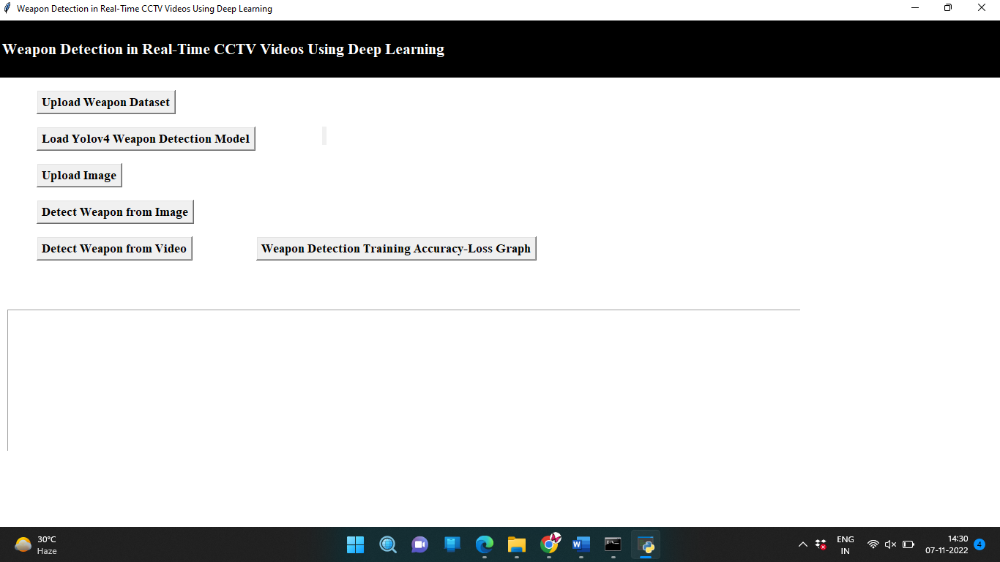 Weapon Detection in Real-Time CCTV Videos Using Deep Learning
Weapon Detection in Real-Time CCTV Videos Using Deep Learning
Upload Weapon Dataset
Load Yolov4 Weapon Detection Model
Upload Image
Detect Weapon from Image
Detect Weapon from Video
Weapon Detection Training Accuracy-Loss Graph
30°C
Haze
ENG
IN
14:30
07-11-2022
4